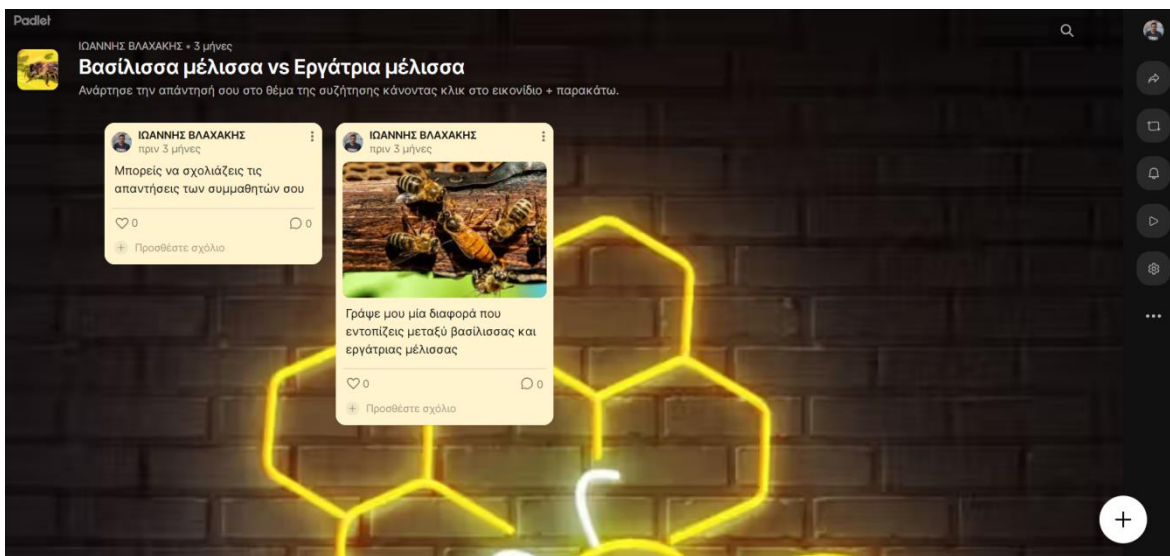 Padlet
ΙΩΑΝΝΗΣ ΒΛΑΧΑΚΗΣ • 3 μήνες
Βασίλισσα μέλισσα vs Εργάτρια μέλισσα
Ανάρτησε την απάντησή σου στο θέμα της συζήτησης κάνοντας κλικ στο εικονίδιο + παρακάτω.
ΙΩΑΝΝΗΣ ΒΛΑΧΑΚΗΣ
πριν 3 μήνες
Μπορείς να σχολιάζεις τις
απαντήσεις των συμμαθητών σου
0
0
+ Προσθέστε σχόλιο
ΙΩΑΝΝΗΣ ΒΛΑΧΑΚΗΣ
πριν 3 μήνες
Γράψε μου μία διαφορά που
εντοπίζεις μεταξύ βασίλισσας και
εργάτριας μέλισσας
0
0
+ Προσθέστε σχόλιο